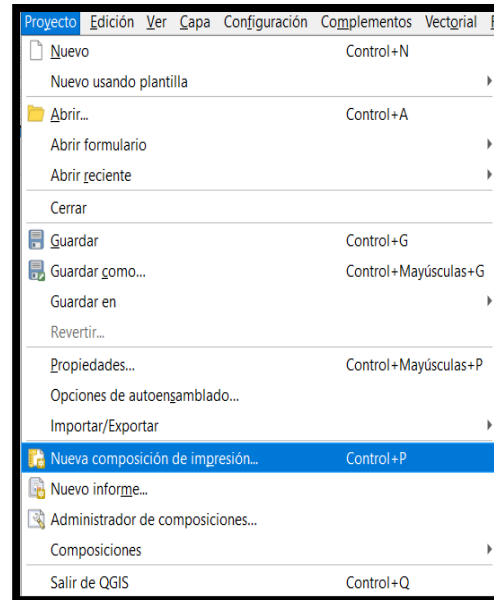 Proyecto Edición Ver Capa Configuración Complementos Vectorial
Nuevo Control+N
Nuevo usando plantilla
Abrir... Control+A
Abrir formulario
Abrir reciente
Cerrar
Guardar Control+G
Guardar como... Control+Mayúsculas+G
Guardar en
Revertir...
Propiedades... Control+Mayúsculas+P
Opciones de autoensamblado...
Importar/Exportar
Nueva composición de impresión... Control+P
Nuevo informe...
Administrador de composiciones...
Composiciones
Salir de QGIS Control+Q